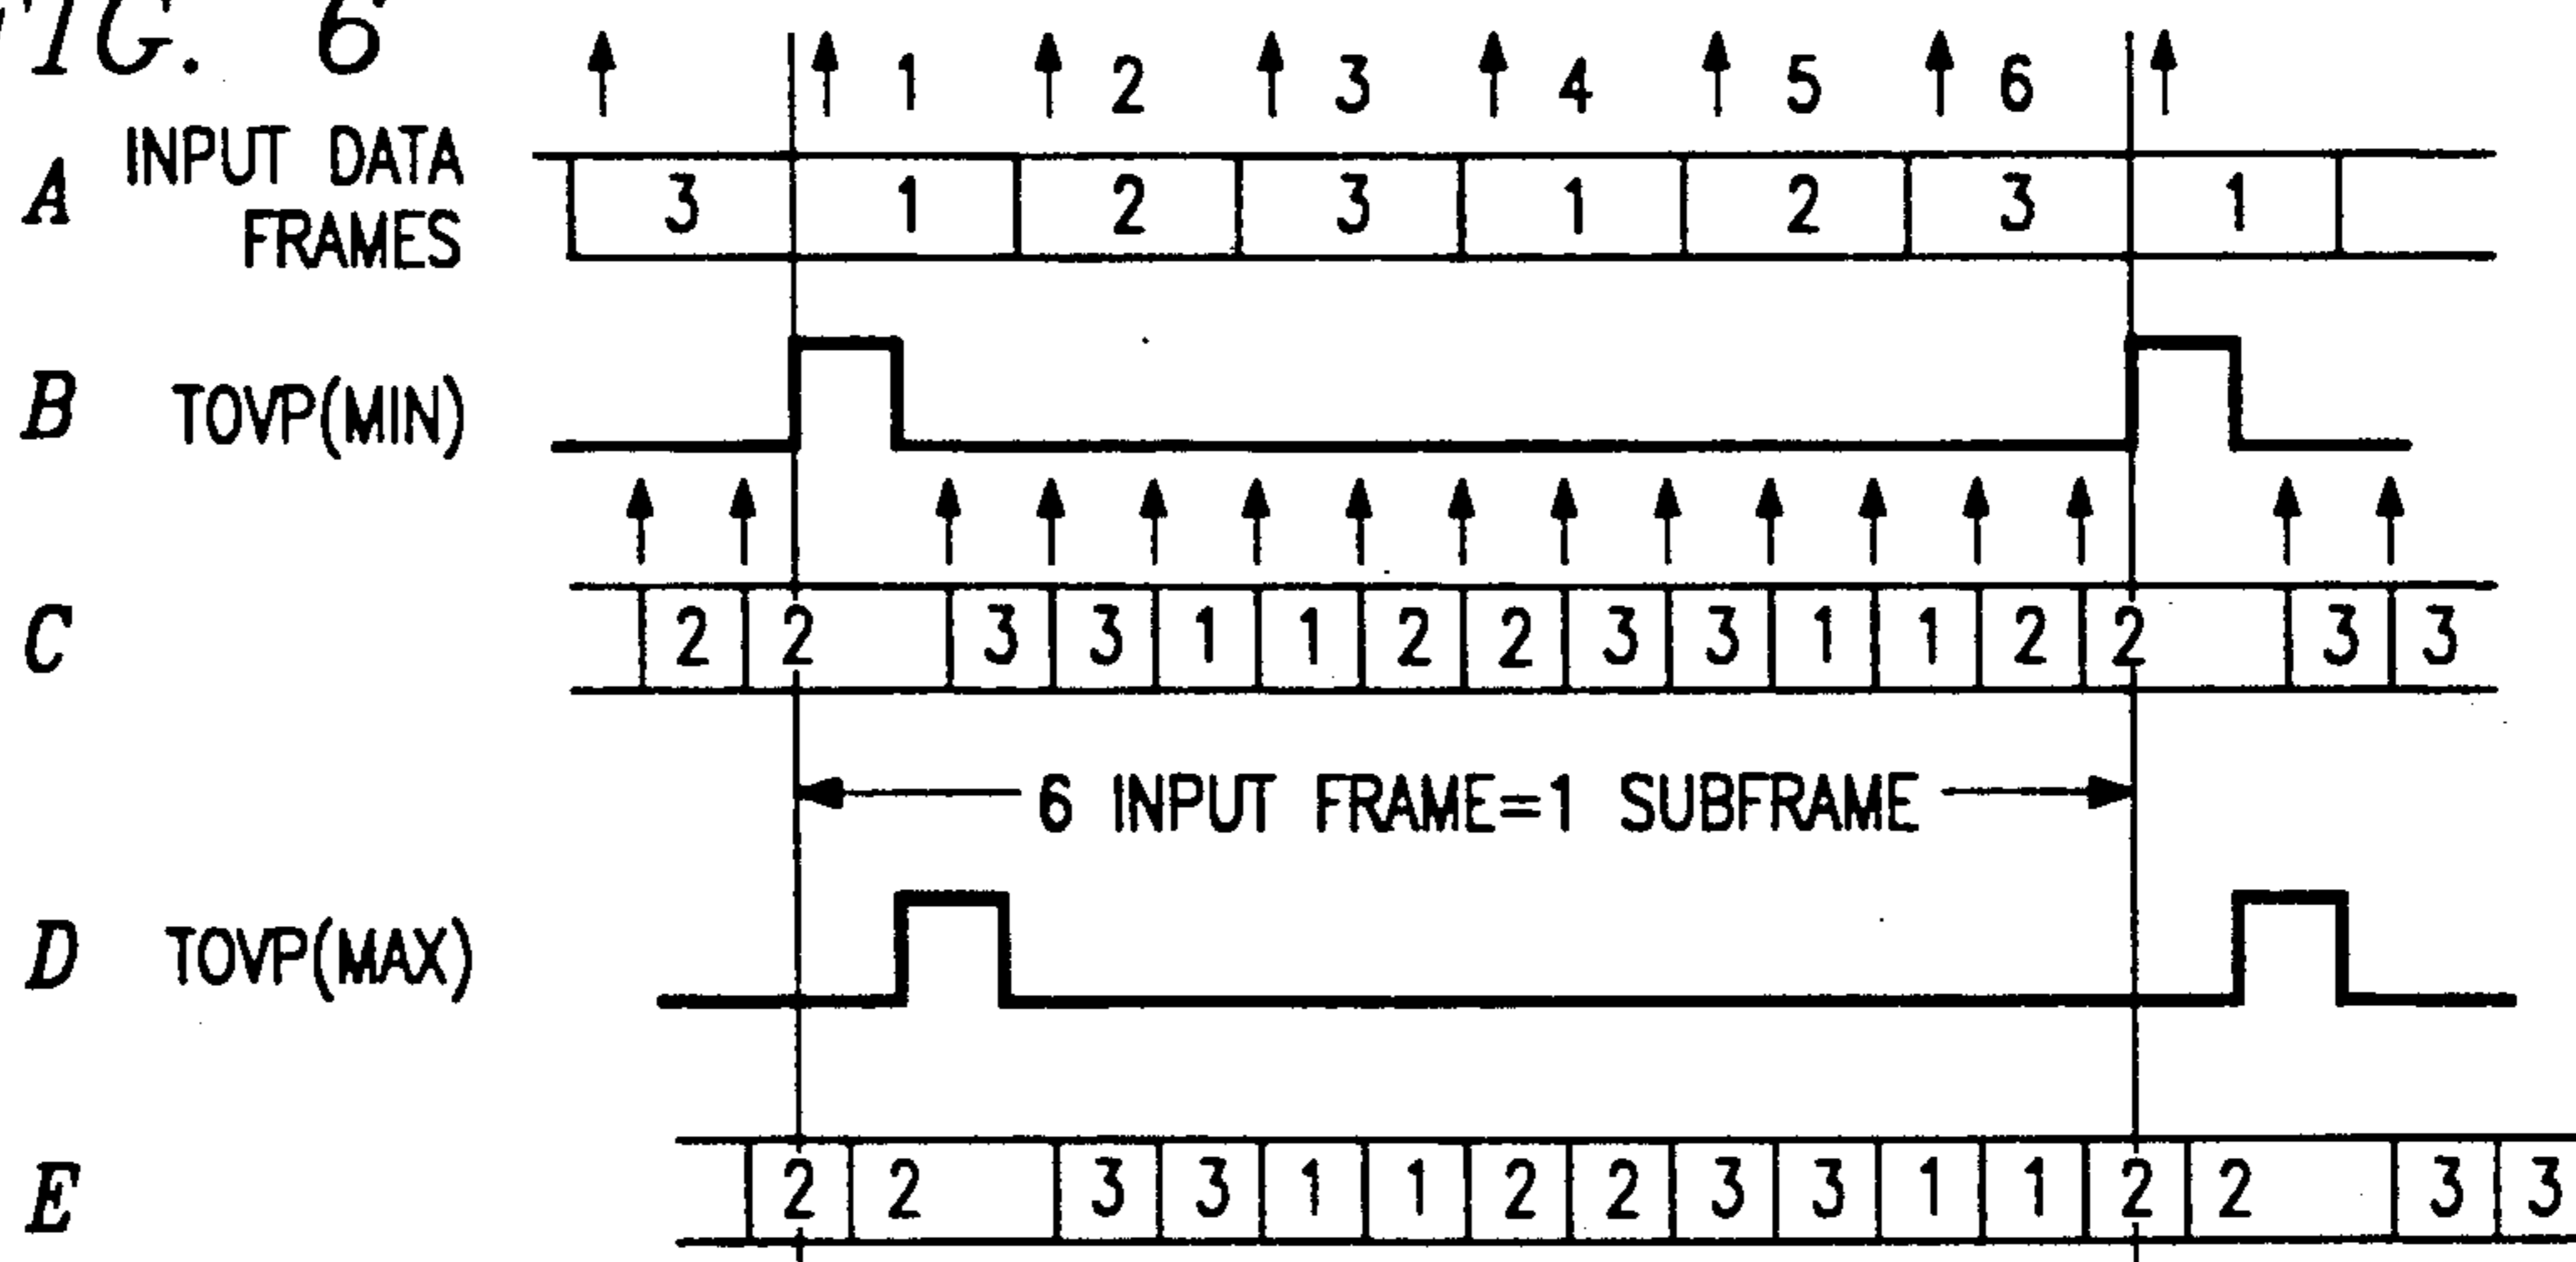 FIG. 6
1 2 3 4 5 6
A INPUT DATA FRAMES 3 1 2 3 1 2 3 1
B TOVP(MIN)
C 2 2 3 3 1 1 2 2 3 3 1 1 2 2 3 3
6 INPUT FRAME=1 SUBFRAME
D TOVP(MAX)
E 2 2 3 3 1 1 2 2 3 3 1 1 2 2 3 3